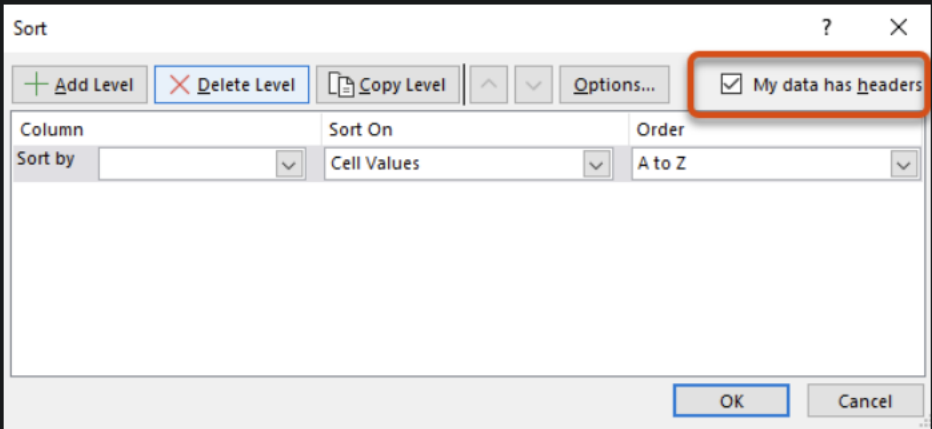 Sort ?
Add Level Delete Level Copy Level Options... My data has headers
Column Sort On Order
Sort by Cell Values A to Z
OK Cancel